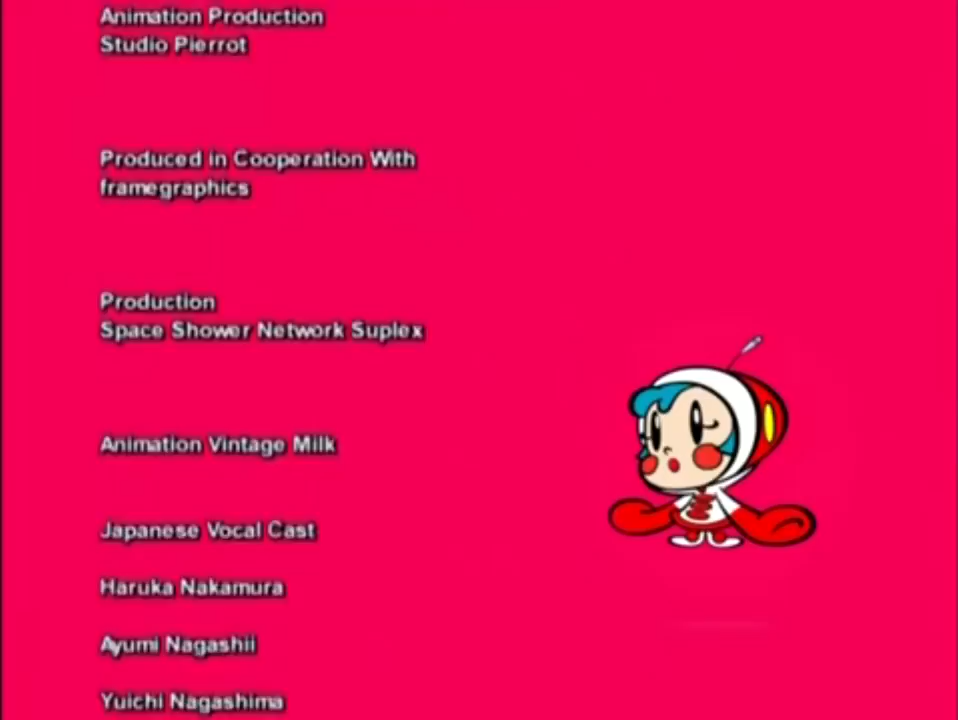 Animation Production
Studio Pierrot
Produced in Cooperation With
framegraphics
Production
Space Shower Network Suplex
Animation Vintage Milk
Japanese Vocal Cast
Haruka Nakamura
Ayumi Nagashii
Yuichi Nagashima